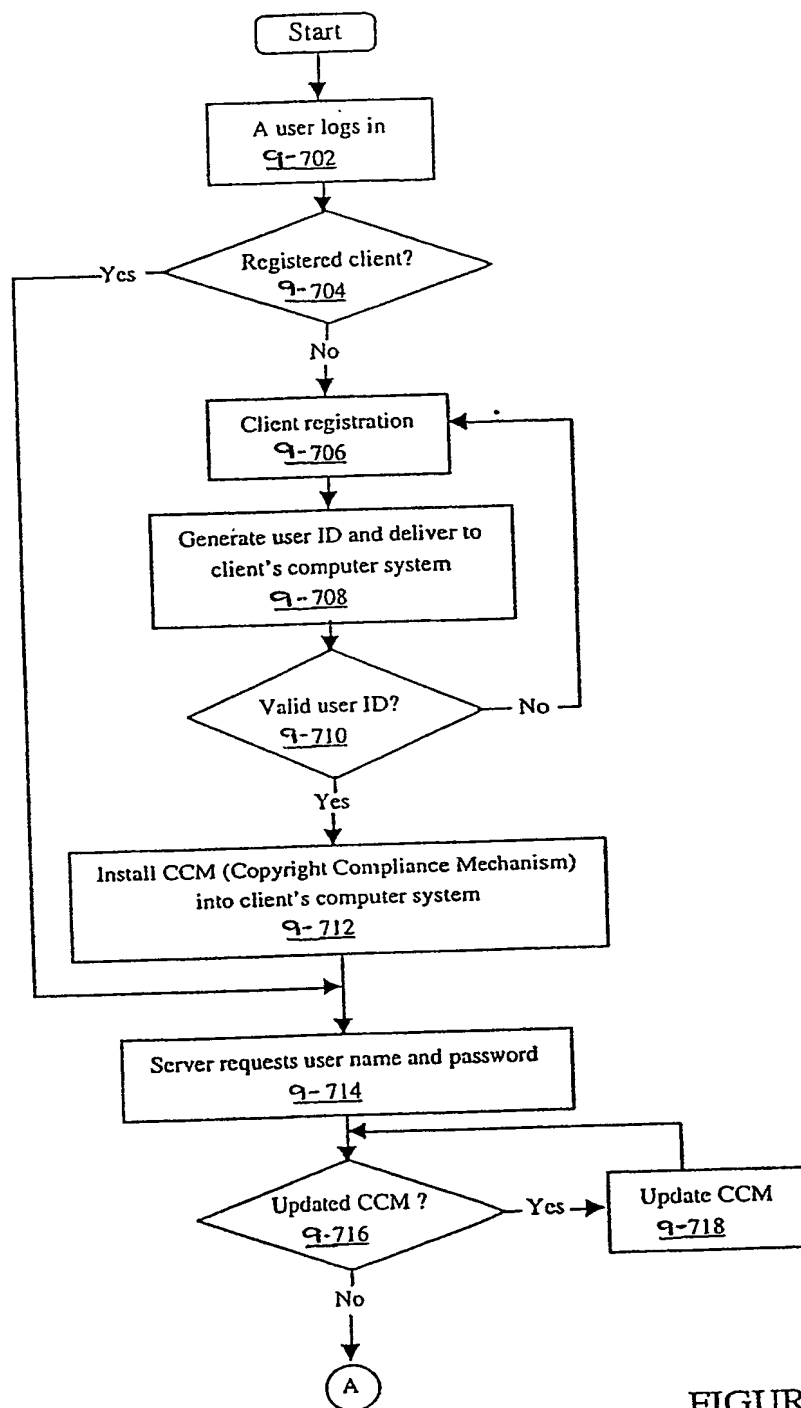 Start
A user logs in
9-702
Registered client?
9-704
Yes
No
Client registration
9-706
Generate user ID and deliver to
client's computer system
9-708
Valid user ID?
9-710
No
Yes
Install CCM (Copyright Compliance Mechanism)
into client's computer system
9-712
Server requests user name and password
9-714
Updated CCM ?
9-716
Yes
Update CCM
9-718
No
A
FIGUR